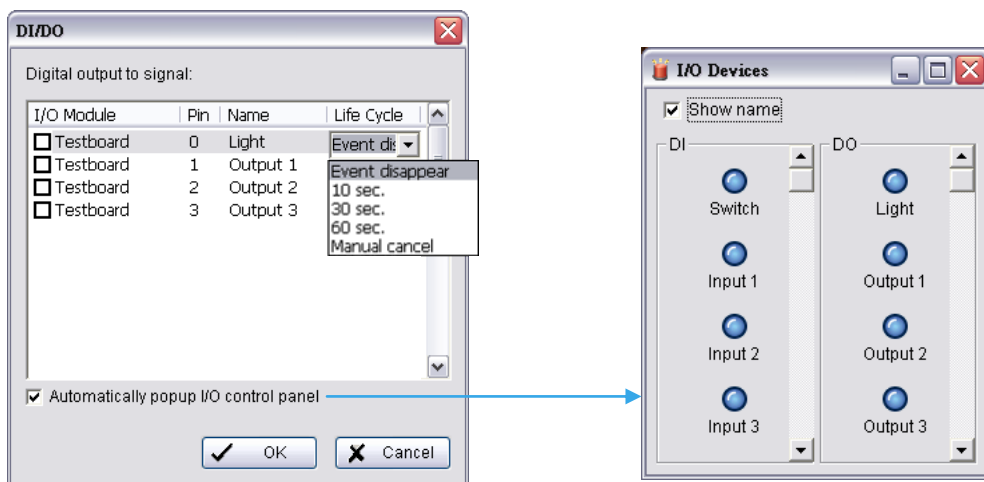 DI/DO
Digital output to signal:
I/O Module Pin Name Life Cycle
Testboard 0 Light Event dis
Testboard 1 Output 1
Testboard 2 Output 2
Testboard 3 Output 3
Event disappear
10 sec.
30 sec.
60 sec.
Manual cancel
Automatically popup I/O control panel
OK Cancel
I/O Devices
Show name
DI DO
Switch Light
Input 1 Output 1
Input 2 Output 2
Input 3 Output 3